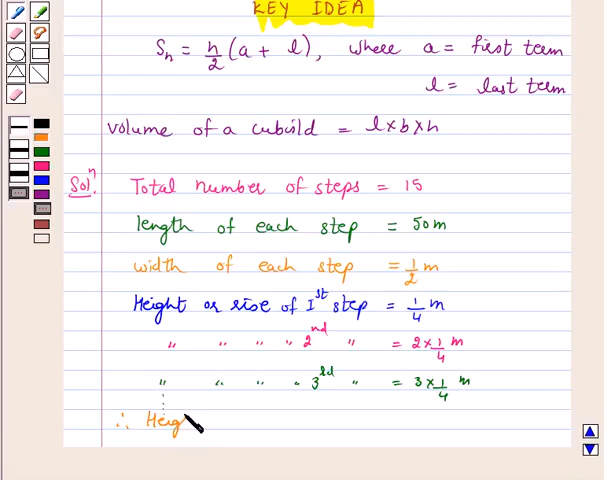 KEY IDEA
Sn = n/2 (a + l), where a = first term
l = last term
volume of a cuboid = l×b×h
Solⁿ. Total number of steps = 15
length of each step = 50 m
width of each step = 1/2 m
Height or rise of Iˢᵗ step = 1/4 m
" " " " 2ⁿᵈ " = 2×1/4 m
" " " " 3ʳᵈ " = 3×1/4 m
∴ Heig